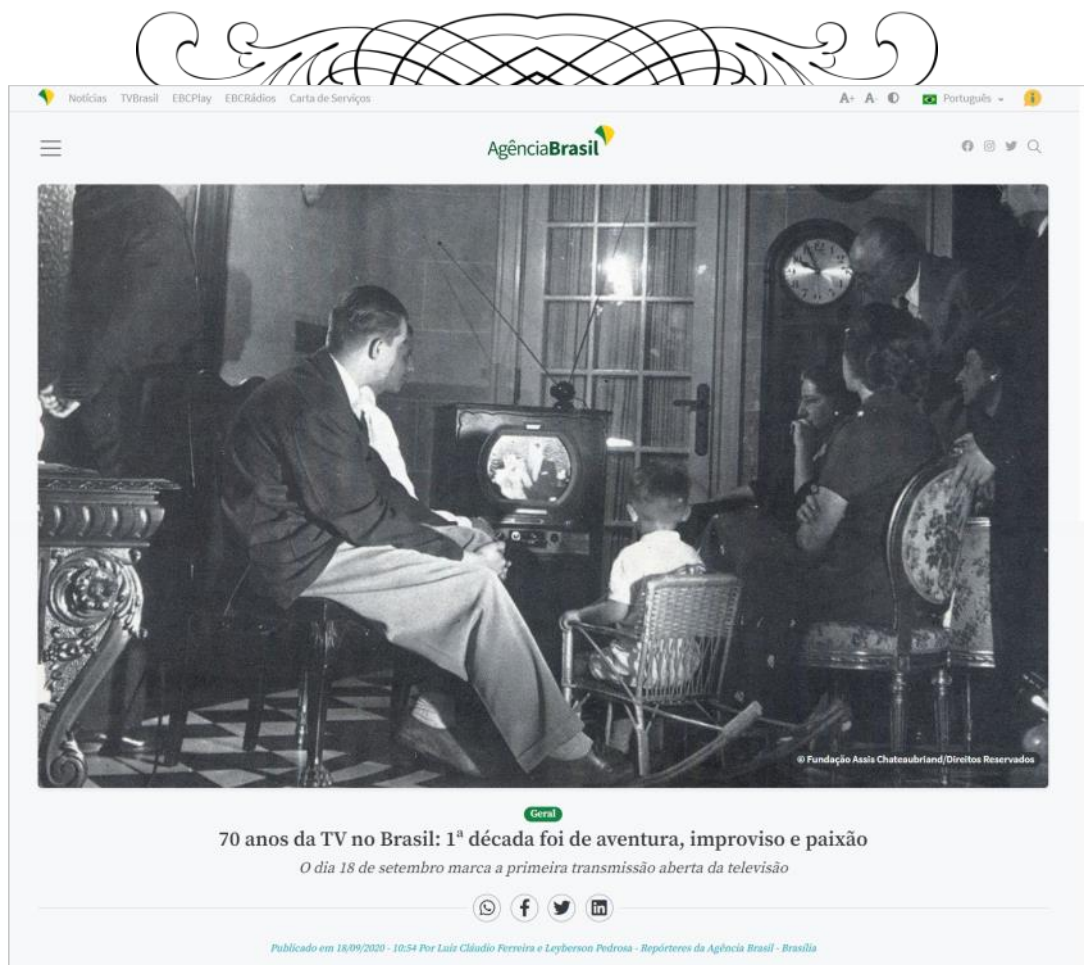 Notícias TVBrasil EBCPlay EBCRádios Carta de Serviços A+ A- Português
AgênciaBrasil
© Fundação Assis Chateaubriand/Direitos Reservados
Geral
70 anos da TV no Brasil: 1ª década foi de aventura, improviso e paixão
O dia 18 de setembro marca a primeira transmissão aberta da televisão
Publicado em 18/09/2020 - 10:54 Por Luiz Cláudio Ferreira e Leyberson Pedrosa - Repórteres da Agência Brasil - Brasília